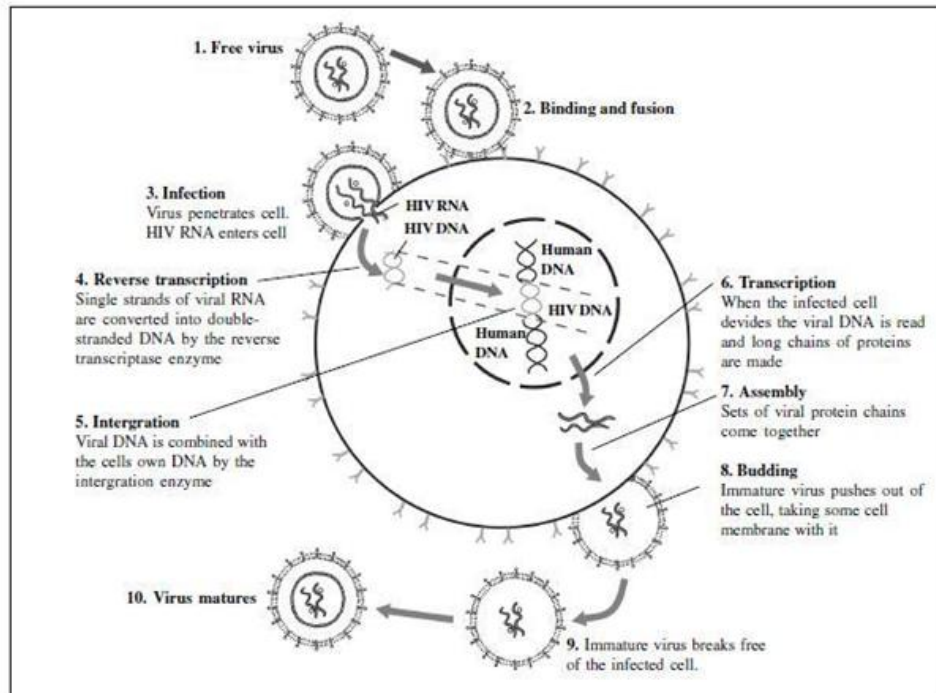 1. Free virus
2. Binding and fusion
3. Infection
Virus penetrates cell.
HIV RNA enters cell
HIV RNA
HIV DNA
Human
DNA
HIV DNA
Human
DNA
4. Reverse transcription
Single strands of viral RNA
are converted into double-
stranded DNA by the reverse
transcriptase enzyme
5. Intergration
Viral DNA is combined with
the cells own DNA by the
intergration enzyme
6. Transcription
When the infected cell
devides the viral DNA is read
and long chains of proteins
are made
7. Assembly
Sets of viral protein chains
come together
8. Budding
Immature virus pushes out of
the cell, taking some cell
membrane with it
9. Immature virus breaks free
of the infected cell.
10. Virus matures